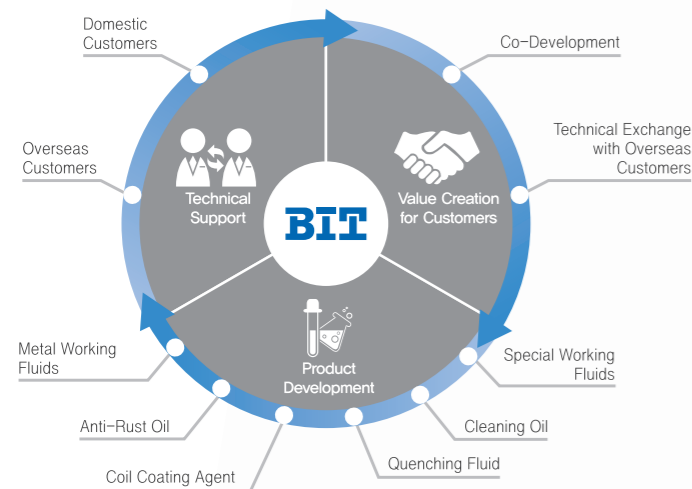 Domestic
Customers
Co-Development
Overseas
Customers
Technical Exchange
with Overseas
Customers
Technical
Support
Value Creation
for Customers
BIT
Product
Development
Metal Working
Fluids
Special Working
Fluids
Anti-Rust Oil
Cleaning Oil
Coil Coating Agent
Quenching Fluid